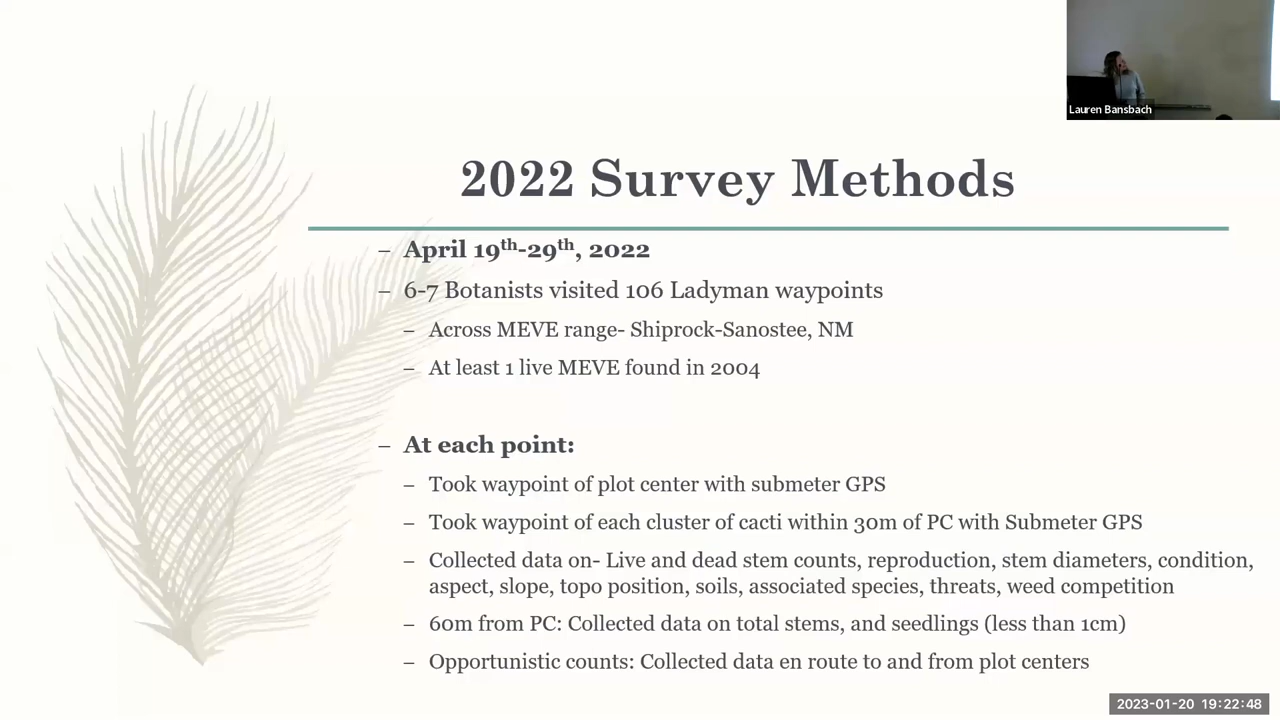 Lauren Bansbach
2022 Survey Methods
– April 19th-29th, 2022
– 6-7 Botanists visited 106 Ladyman waypoints
– Across MEVE range- Shiprock-Sanostee, NM
– At least 1 live MEVE found in 2004
– At each point:
– Took waypoint of plot center with submeter GPS
– Took waypoint of each cluster of cacti within 30m of PC with Submeter GPS
– Collected data on- Live and dead stem counts, reproduction, stem diameters, condition,
aspect, slope, topo position, soils, associated species, threats, weed competition
– 60m from PC: Collected data on total stems, and seedlings (less than 1cm)
– Opportunistic counts: Collected data en route to and from plot centers
2023-01-20 19:22:48